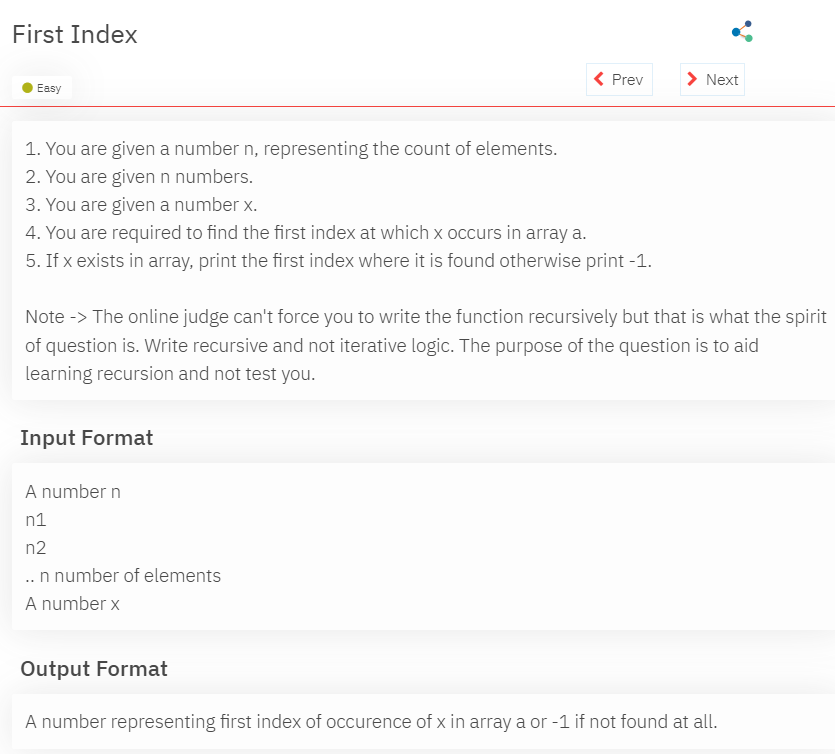 First Index
Easy
Prev
Next
1. You are given a number n, representing the count of elements.
2. You are given n numbers.
3. You are given a number x.
4. You are required to find the first index at which x occurs in array a.
5. If x exists in array, print the first index where it is found otherwise print -1.
Note -> The online judge can't force you to write the function recursively but that is what the spirit
of question is. Write recursive and not iterative logic. The purpose of the question is to aid
learning recursion and not test you.
Input Format
A number n
n1
n2
.. n number of elements
A number x
Output Format
A number representing first index of occurence of x in array a or -1 if not found at all.